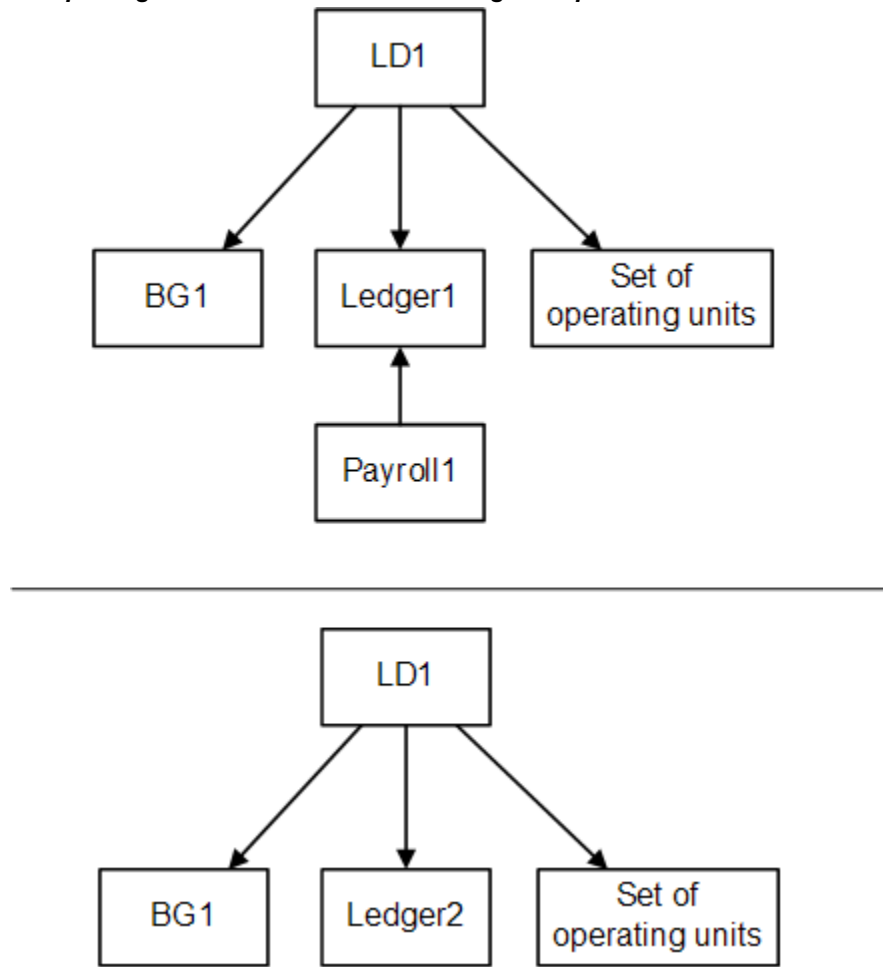 LD1
BG1
Ledger1
Set of
operating units
Payroll1
LD1
BG1
Ledger2
Set of
operating units